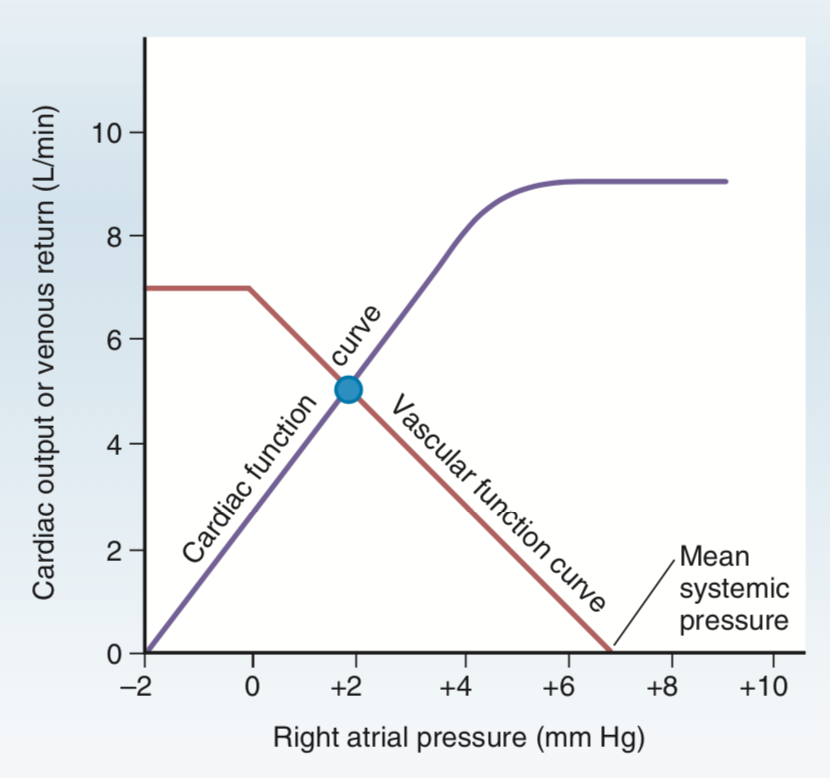 Cardiac output or venous return (L/min)
10
8
6
4
2
0
Cardiac function curve
Vascular function curve
Mean
systemic
pressure
–2 0 +2 +4 +6 +8 +10
Right atrial pressure (mm Hg)